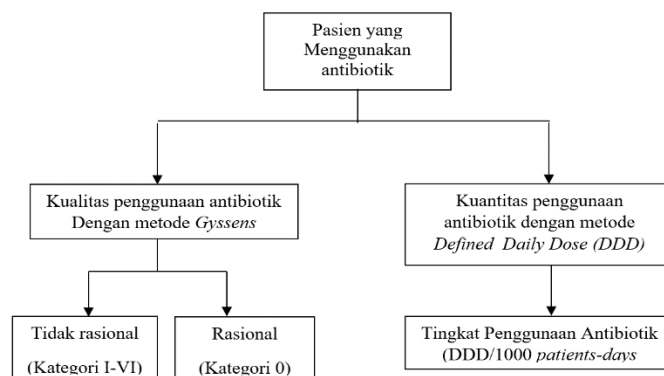 Pasien yang
Menggunakan
antibiotik
Kualitas penggunaan antibiotik
Dengan metode Gyssens
Kuantitas penggunaan
antibiotik dengan metode
Defined Daily Dose (DDD)
Tidak rasional
(Kategori I-VI)
Rasional
(Kategori 0)
Tingkat Penggunaan Antibiotik
(DDD/1000 patients-days